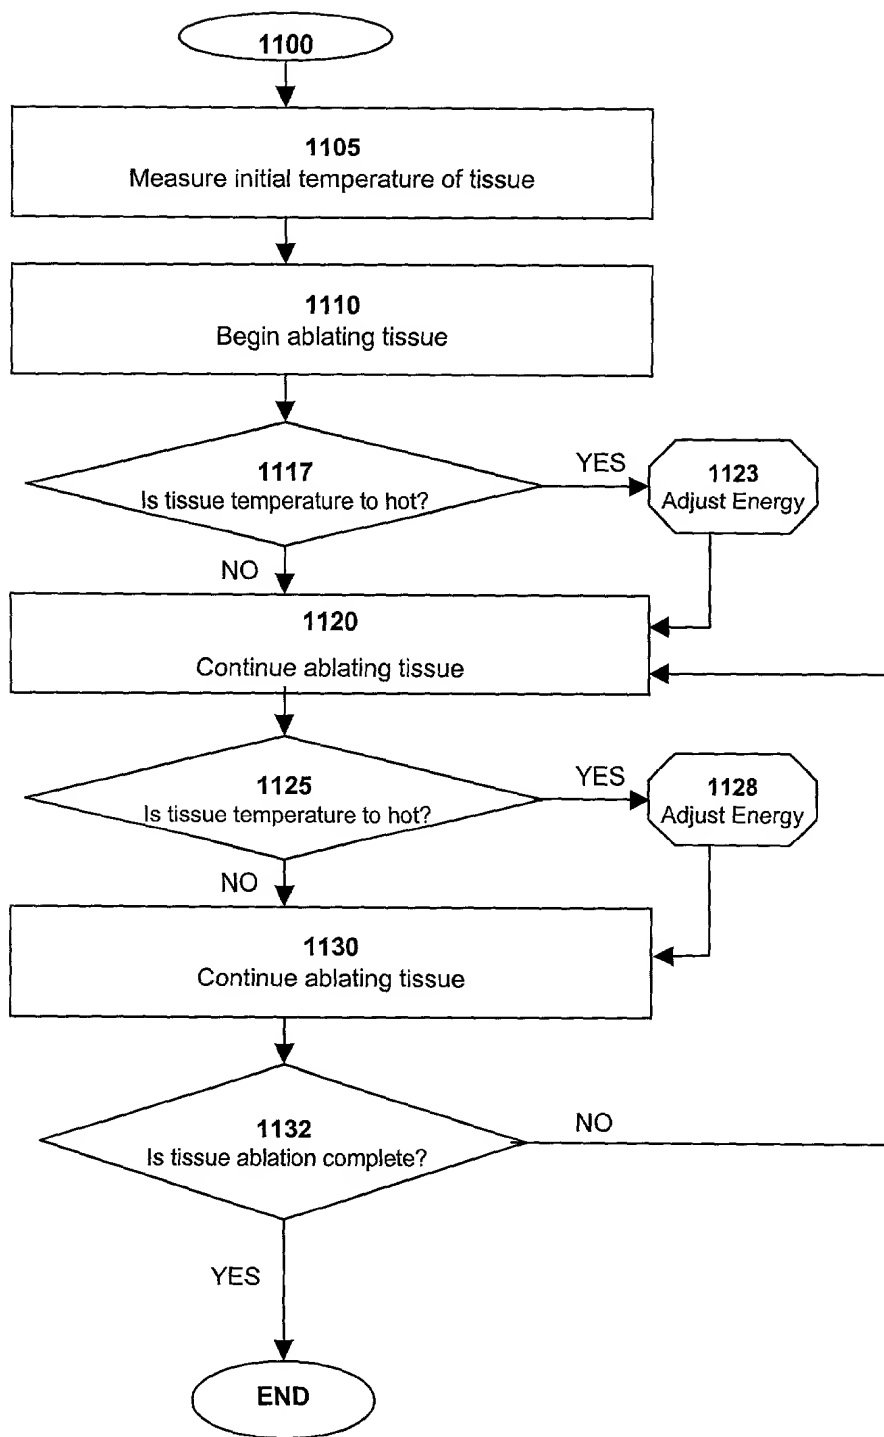 1100
1105
Measure initial temperature of tissue
1110
Begin ablating tissue
1117
Is tissue temperature to hot?
YES
1123
Adjust Energy
NO
1120
Continue ablating tissue
1125
Is tissue temperature to hot?
YES
1128
Adjust Energy
NO
1130
Continue ablating tissue
1132
Is tissue ablation complete?
NO
YES
END